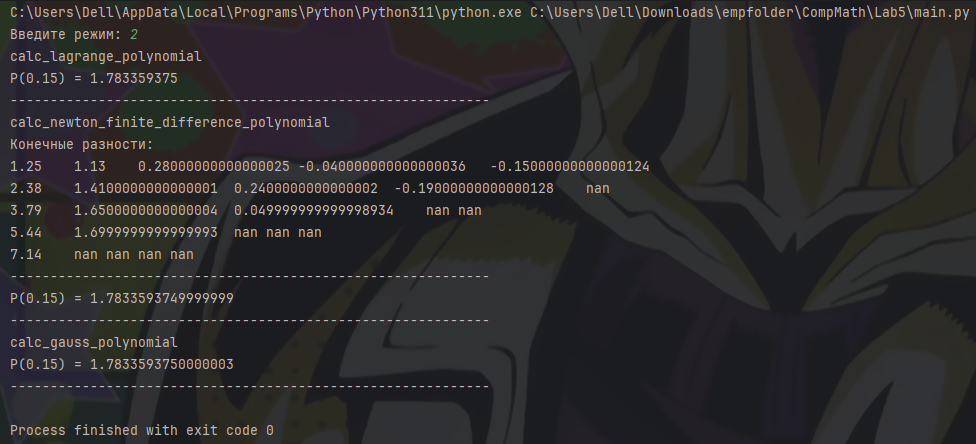 C:\Users\Dell\AppData\Local\Programs\Python\Python311\python.exe C:\Users\Dell\Downloads\empfolder\CompMath\Lab5\main.py
Введите режим: 2
calc_lagrange_polynomial
P(0.15) = 1.783359375
------------------------------------------------------------
calc_newton_finite_difference_polynomial
Конечные разности:
1.25    1.13    0.28000000000000025 -0.040000000000000036   -0.15000000000000124
2.38    1.4100000000000001  0.2400000000000002  -0.19000000000000128    nan
3.79    1.6500000000000004  0.049999999999998934    nan nan
5.44    1.6999999999999993  nan nan nan
7.14    nan nan nan nan
------------------------------------------------------------
P(0.15) = 1.7833593749999999
------------------------------------------------------------
calc_gauss_polynomial
P(0.15) = 1.7833593750000003
------------------------------------------------------------
Process finished with exit code 0